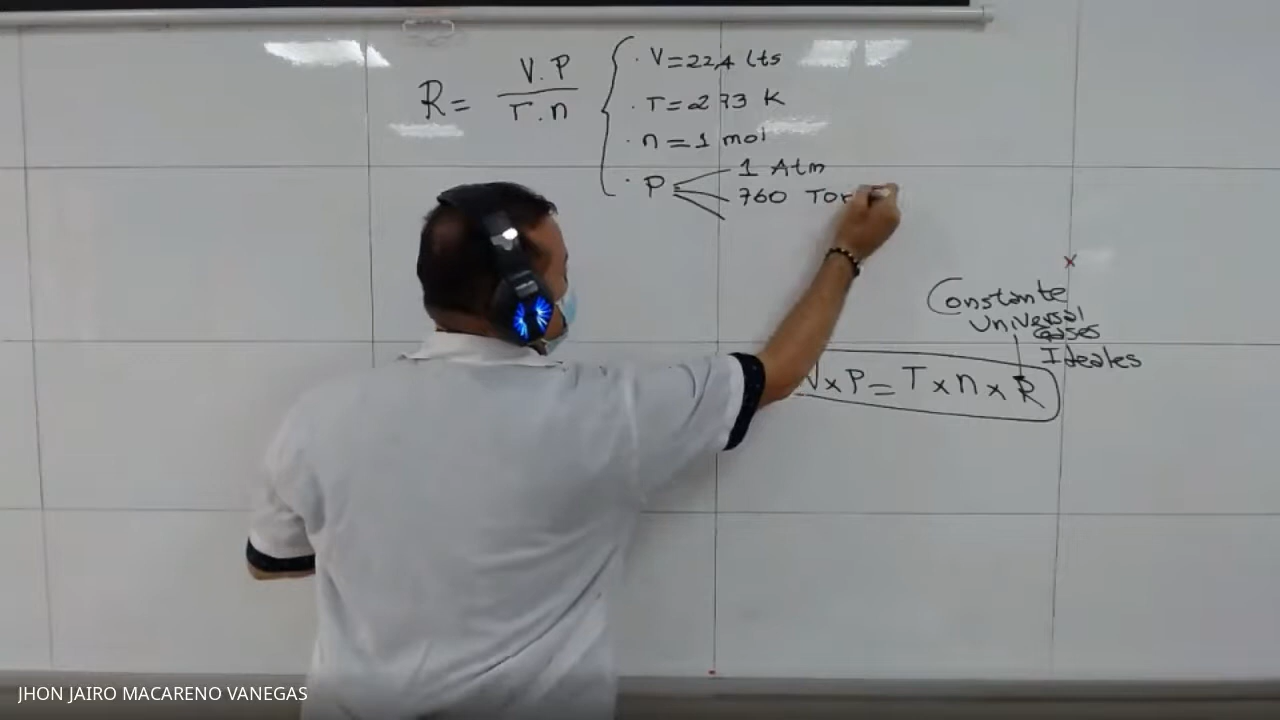 R = V.P / T.n
· V = 22,4 lts
· T = 273 K
· n = 1 mol
· P
1 Atm
760 Tor
Constante
Universal
Gases
Ideales
V x P = T x n x R
JHON JAIRO MACARENO VANEGAS